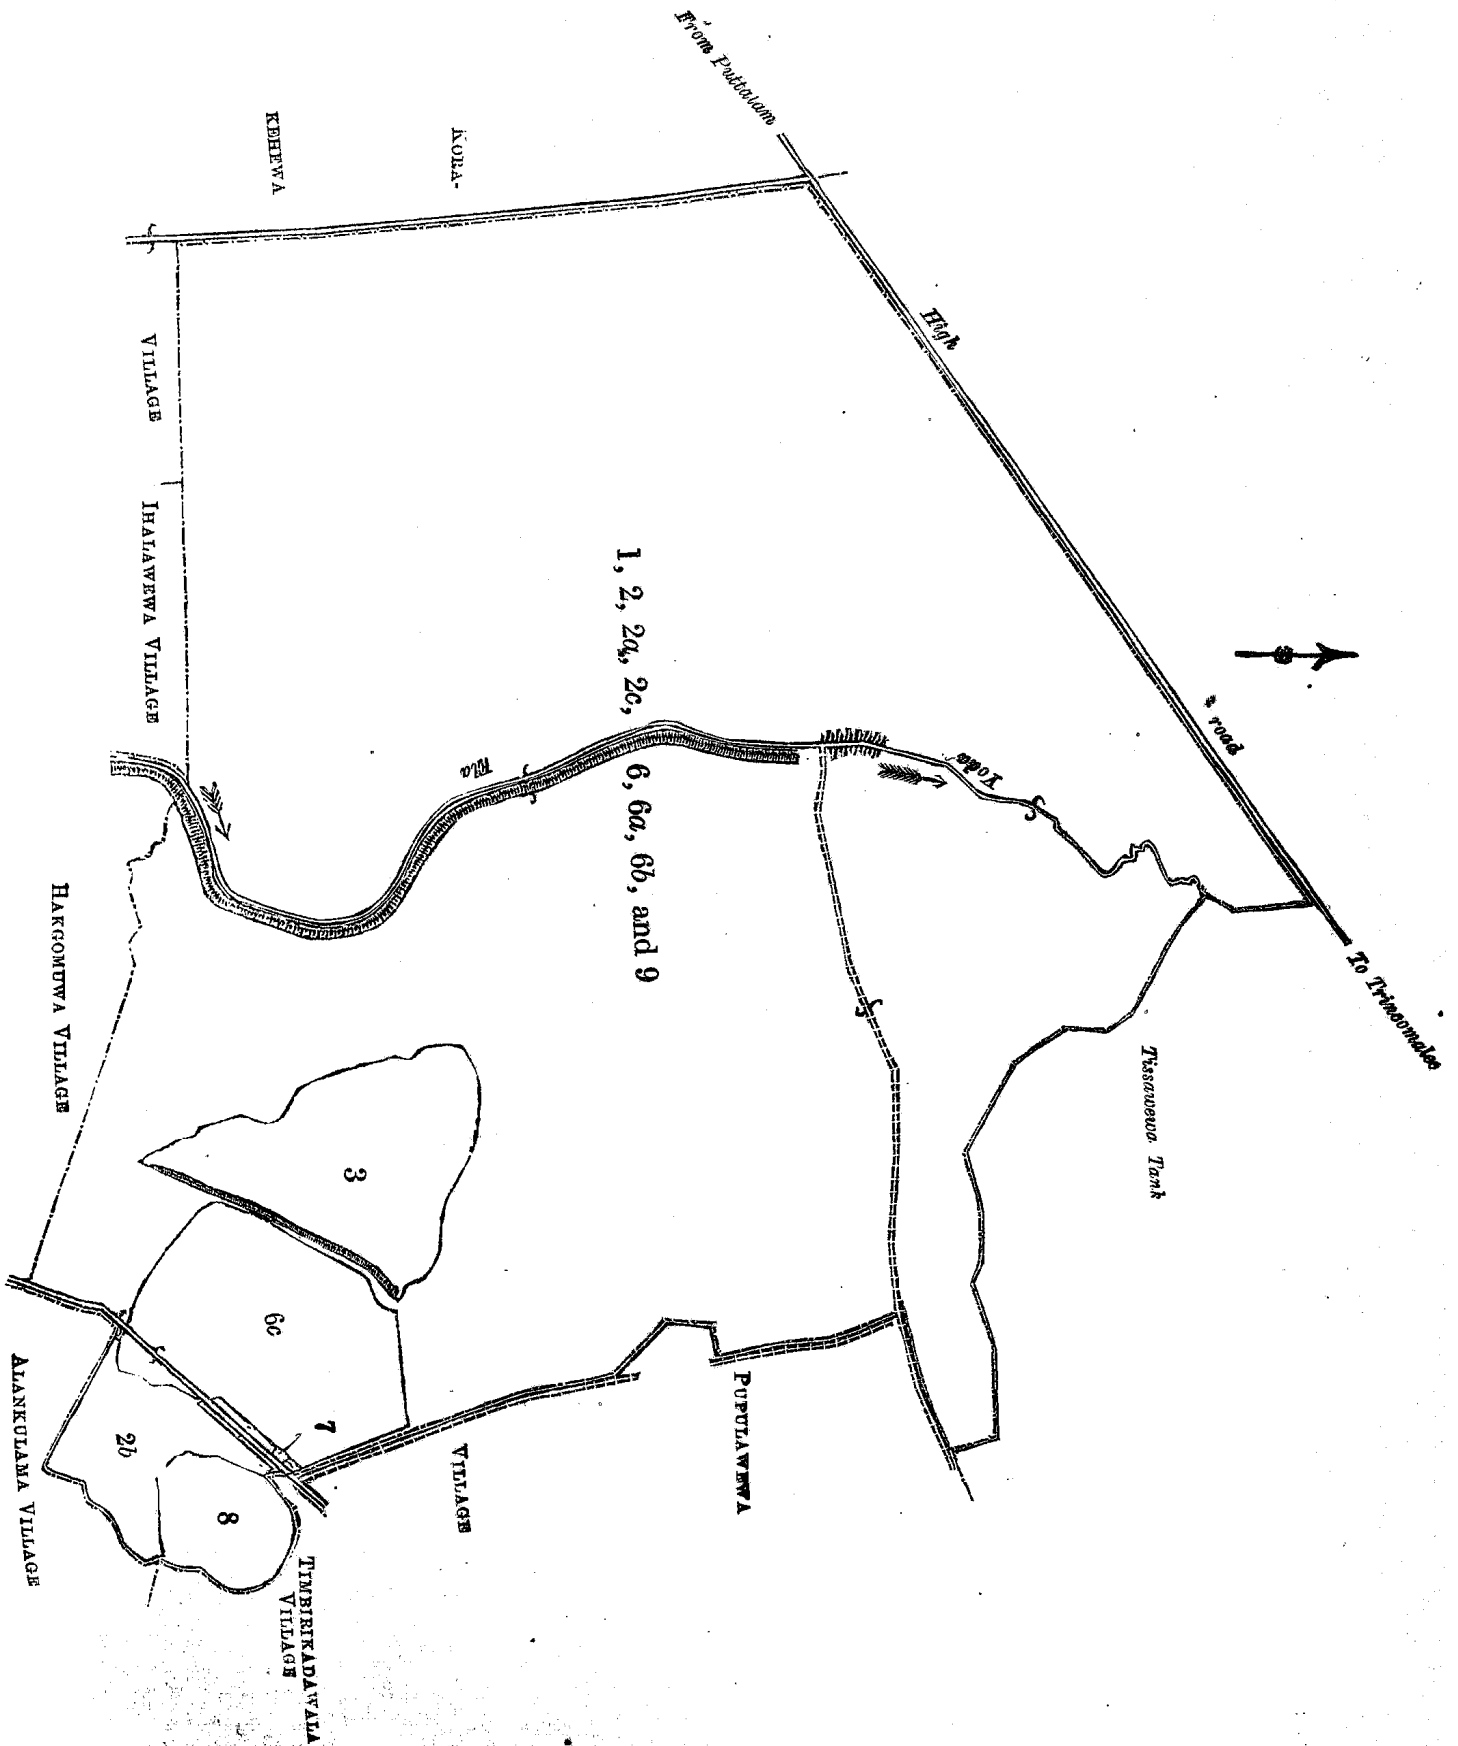 From Puttalam
High road
To Trincomalee
KORA-
KEHEWA
VILLAGE
IHALAWEWA VILLAGE
1, 2, 2a, 2c, 6, 6a, 6b, and 9
Yoda
Ela
Tissawewa Tank
HAKGOMUWA VILLAGE
3
6c
7
2b
8
PUPULAWEWA
VILLAGE
ALANKULAMA VILLAGE
TIMBIRIKADAWALA
VILLAGE